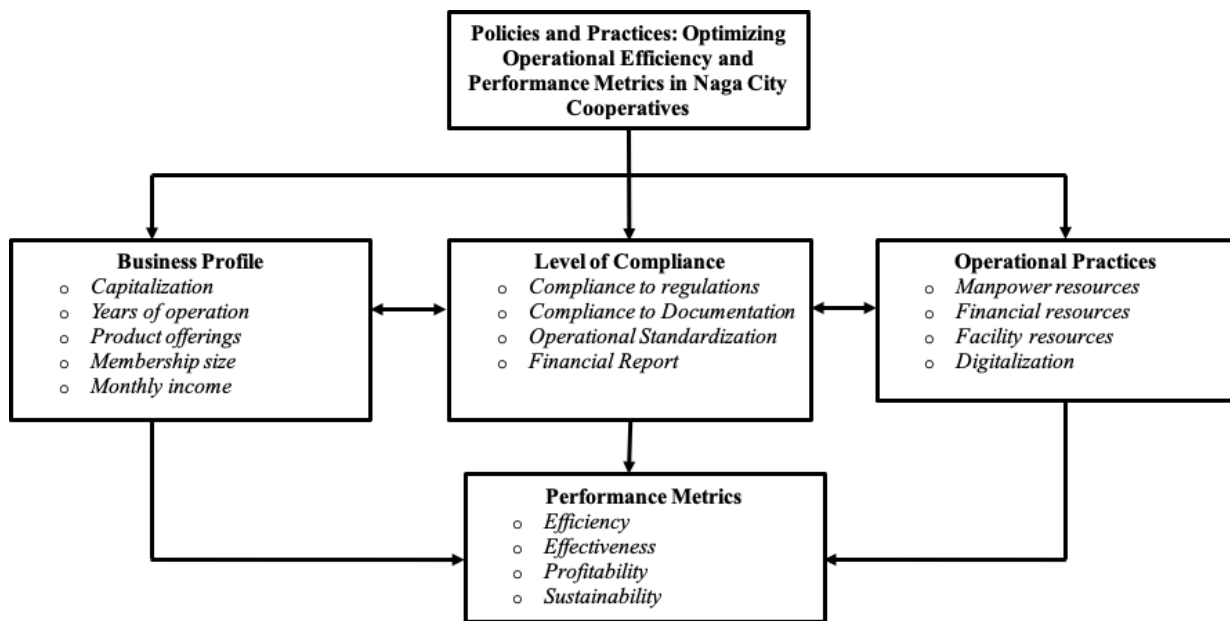 Policies and Practices: Optimizing
Operational Efficiency and
Performance Metrics in Naga City
Cooperatives
Business Profile
Capitalization
Years of operation
Product offerings
Membership size
Monthly income
Level of Compliance
Compliance to regulations
Compliance to Documentation
Operational Standardization
Financial Report
Operational Practices
Manpower resources
Financial resources
Facility resources
Digitalization
Performance Metrics
Efficiency
Effectiveness
Profitability
Sustainability